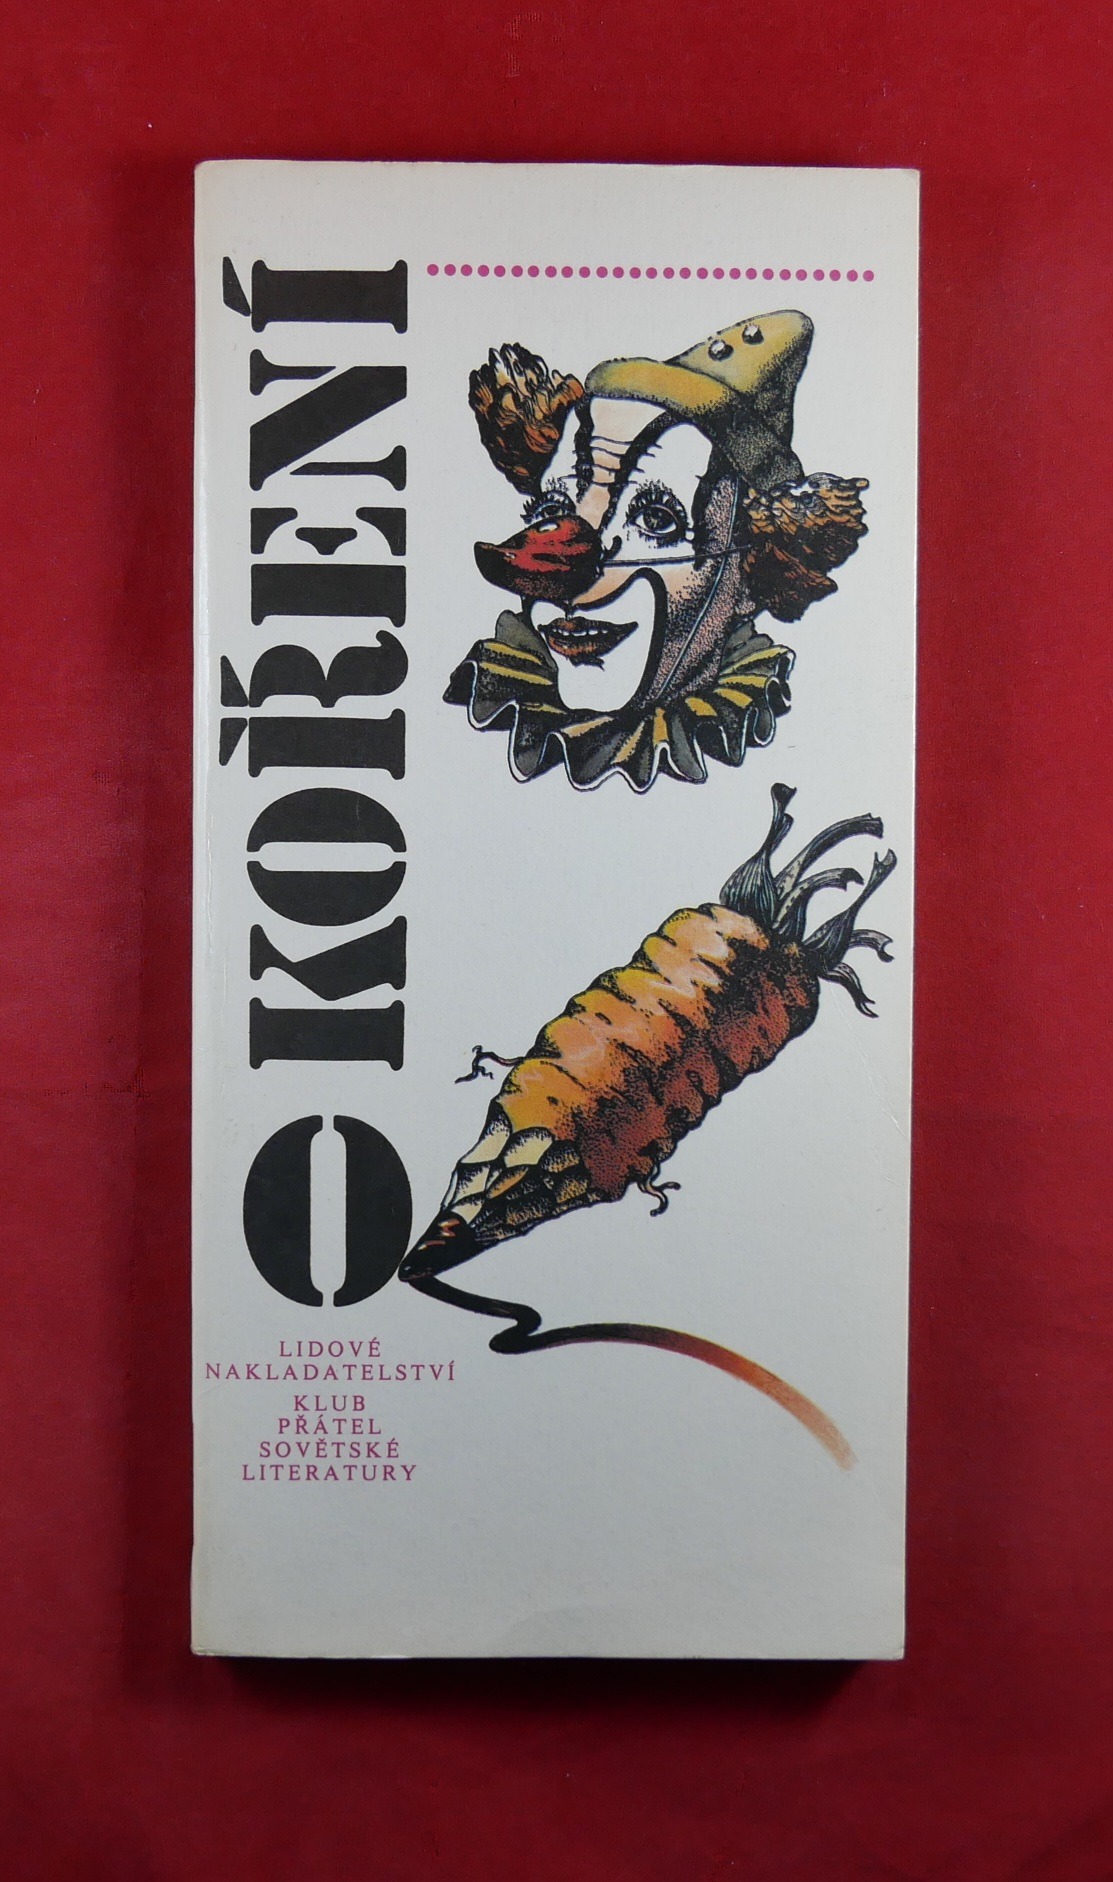 O KOŘENÍ
LIDOVÉ
NAKLADATELSTVÍ
KLUB
PŘÁTEL
SOVĚTSKÉ
LITERATURY